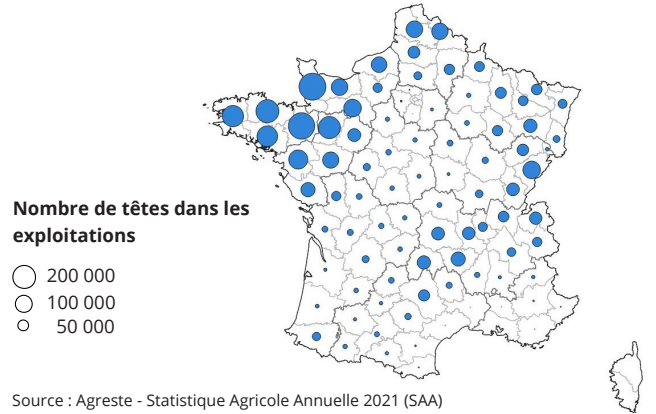 Nombre de têtes dans les
exploitations
200 000
100 000
50 000
Source : Agreste - Statistique Agricole Annuelle 2021 (SAA)